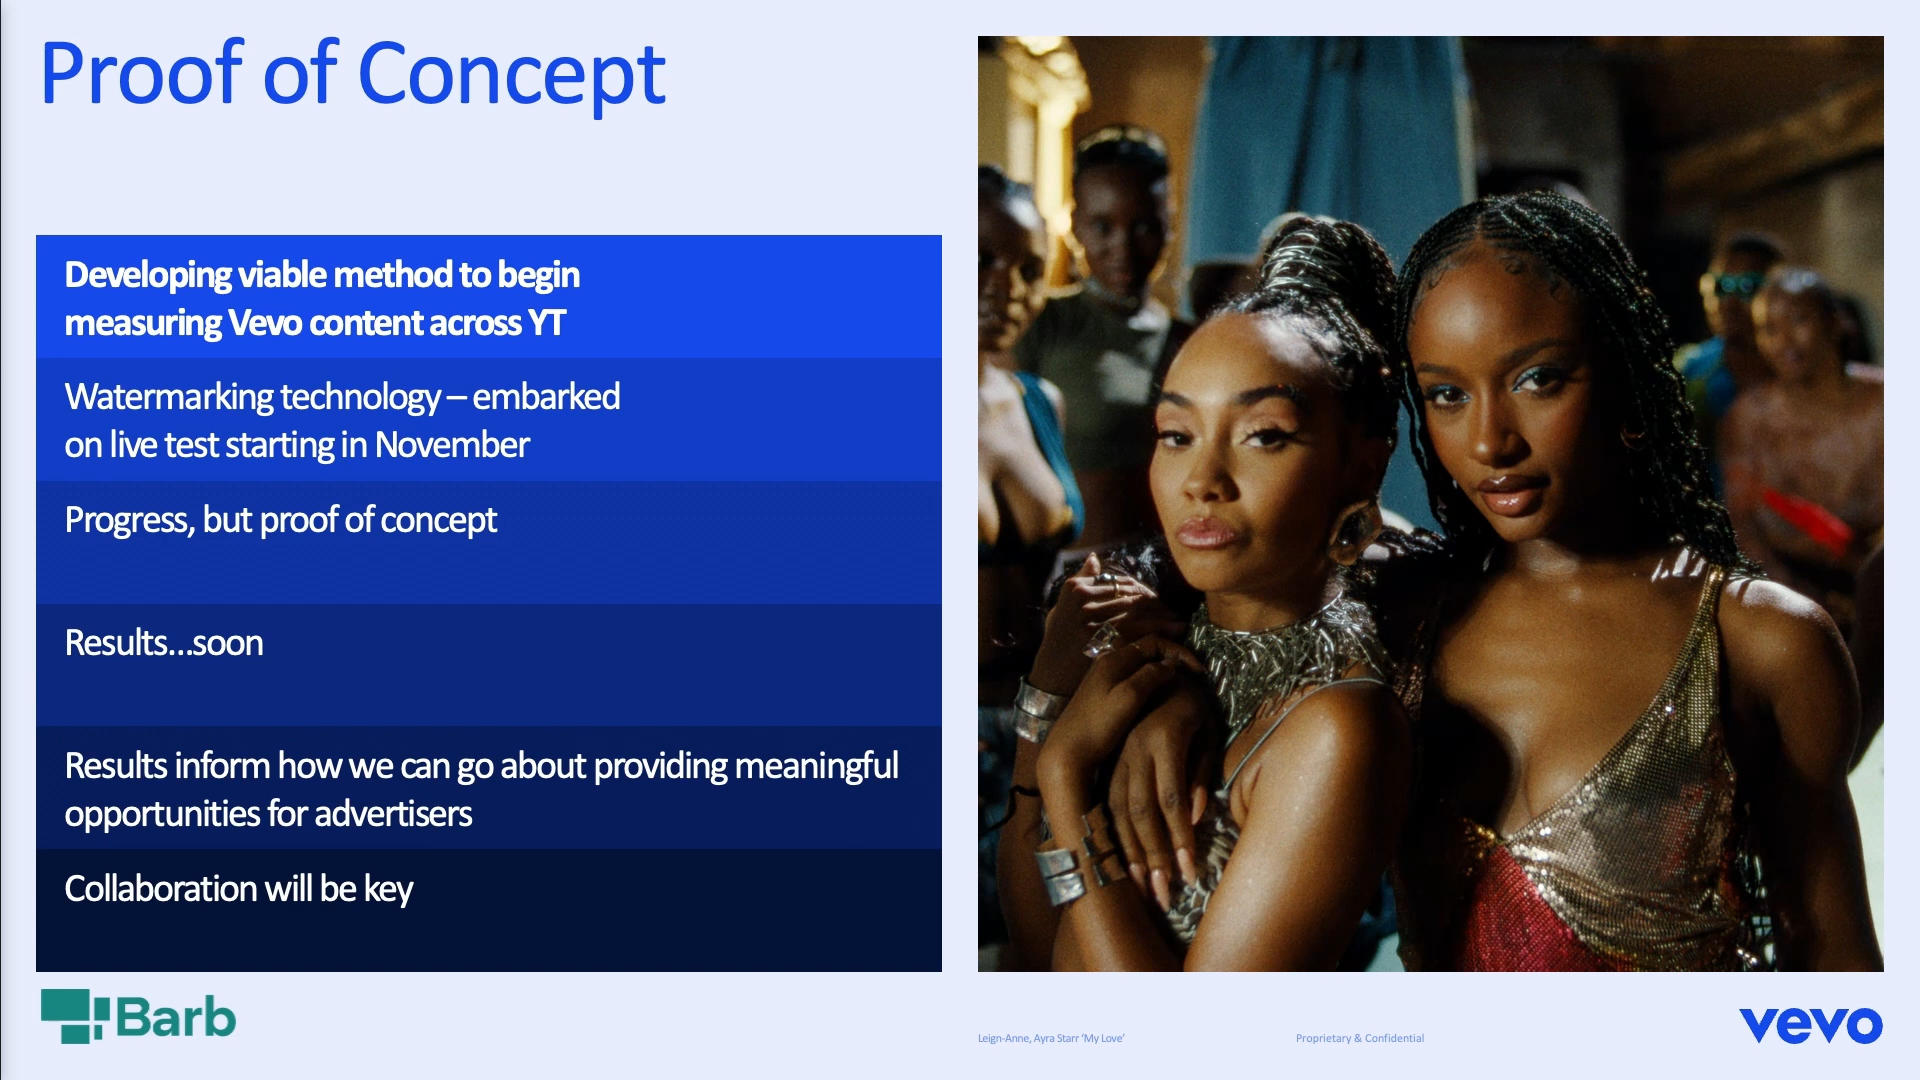 Proof of Concept
Developing viable method to begin
measuring Vevo content across YT
Watermarking technology – embarked
on live test starting in November
Progress, but proof of concept
Results...soon
Results inform how we can go about providing meaningful
opportunities for advertisers
Collaboration will be key
Barb
Leign-Anne, Ayra Starr ‘My Love’
Proprietary & Confidential
vevo